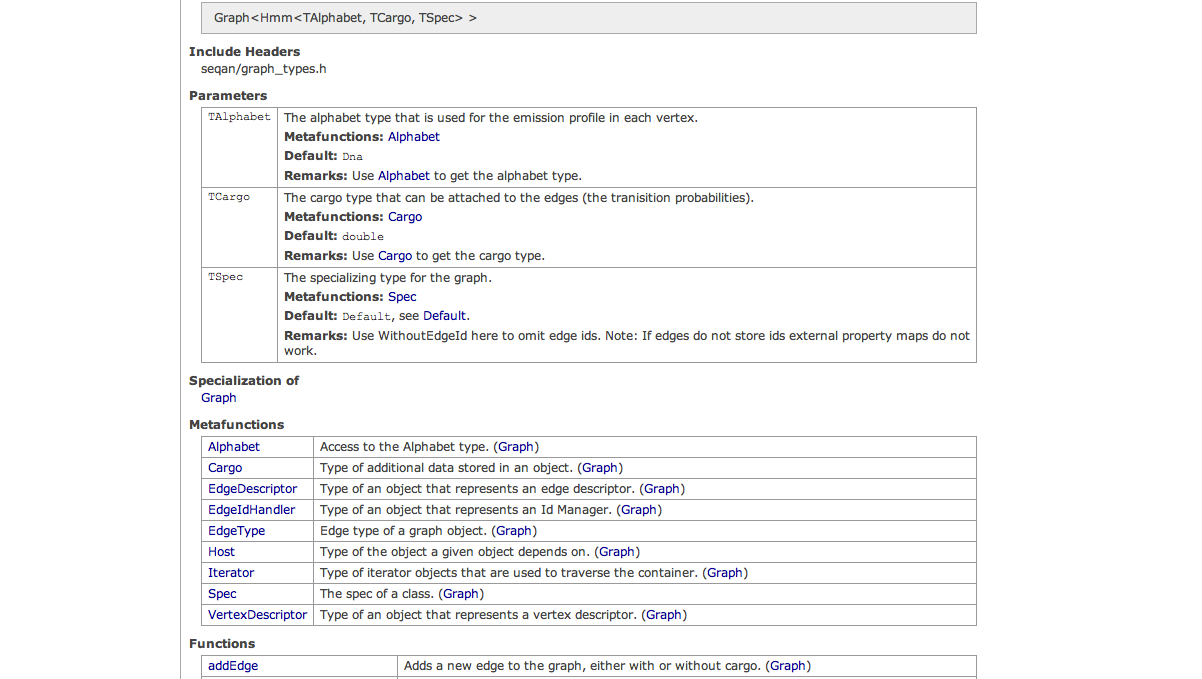 Graph<Hmm<TAlphabet, TCargo, TSpec> >
Include Headers
seqan/graph_types.h
Parameters
TAlphabet The alphabet type that is used for the emission profile in each vertex.
Metafunctions: Alphabet
Default: Dna
Remarks: Use Alphabet to get the alphabet type.
TCargo The cargo type that can be attached to the edges (the transition probabilities).
Metafunctions: Cargo
Default: double
Remarks: Use Cargo to get the cargo type.
TSpec The specializing type for the graph.
Metafunctions: Spec
Default: Default, see Default.
Remarks: Use WithoutEdgeId here to omit edge ids. Note: If edges do not store ids external property maps do not
work.
Specialization of
Graph
Metafunctions
Alphabet Access to the Alphabet type. (Graph)
Cargo Type of additional data stored in an object. (Graph)
EdgeDescriptor Type of an object that represents an edge descriptor. (Graph)
EdgeIdHandler Type of an object that represents an Id Manager. (Graph)
EdgeType Edge type of a graph object. (Graph)
Host Type of the object a given object depends on. (Graph)
Iterator Type of iterator objects that are used to traverse the container. (Graph)
Spec The spec of a class. (Graph)
VertexDescriptor Type of an object that represents a vertex descriptor. (Graph)
Functions
addEdge Adds a new edge to the graph, either with or without cargo. (Graph)